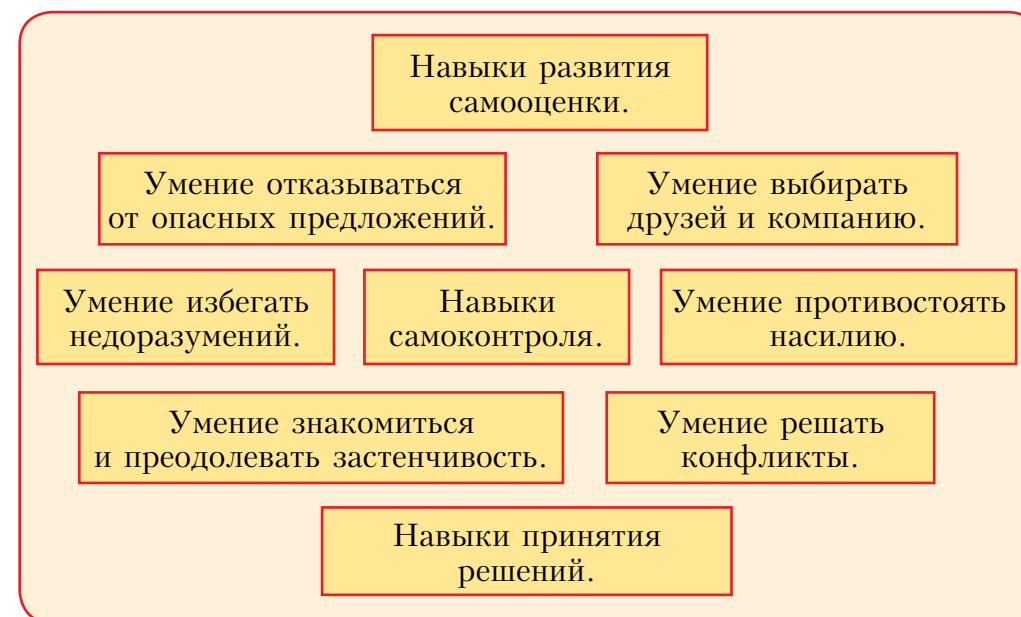 Навыки развития
самооценки.
Умение отказываться
от опасных предложений.
Умение выбирать
друзей и компанию.
Умение избегать
недоразумений.
Навыки
самоконтроля.
Умение противостоять
насилию.
Умение знакомиться
и преодолевать застенчивость.
Умение решать
конфликты.
Навыки принятия
решений.